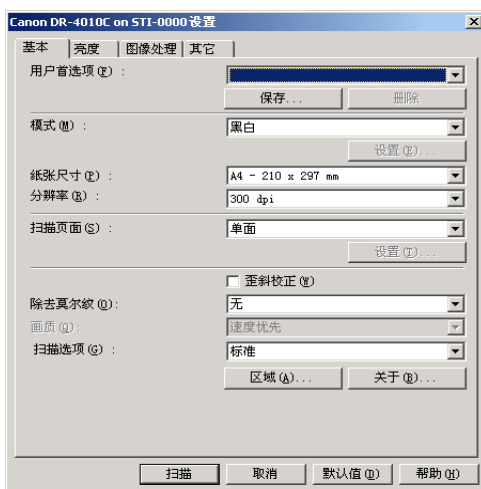 Canon DR-4010C on STI-0000 设置
基本 亮度 图像处理 其它
用户首选项(F) :
保存... 删除
模式(M) : 黑白
设置(E)...
纸张尺寸(P) : A4 - 210 x 297 mm
分辨率(R) : 300 dpi
扫描页面(S) : 单面
设置(T)...
歪斜校正(W)
除去莫尔纹(O): 无
画质(Q): 速度优先
扫描选项(G) : 标准
区域(A)... 关于(B)...
扫描 取消 默认值(D) 帮助(H)